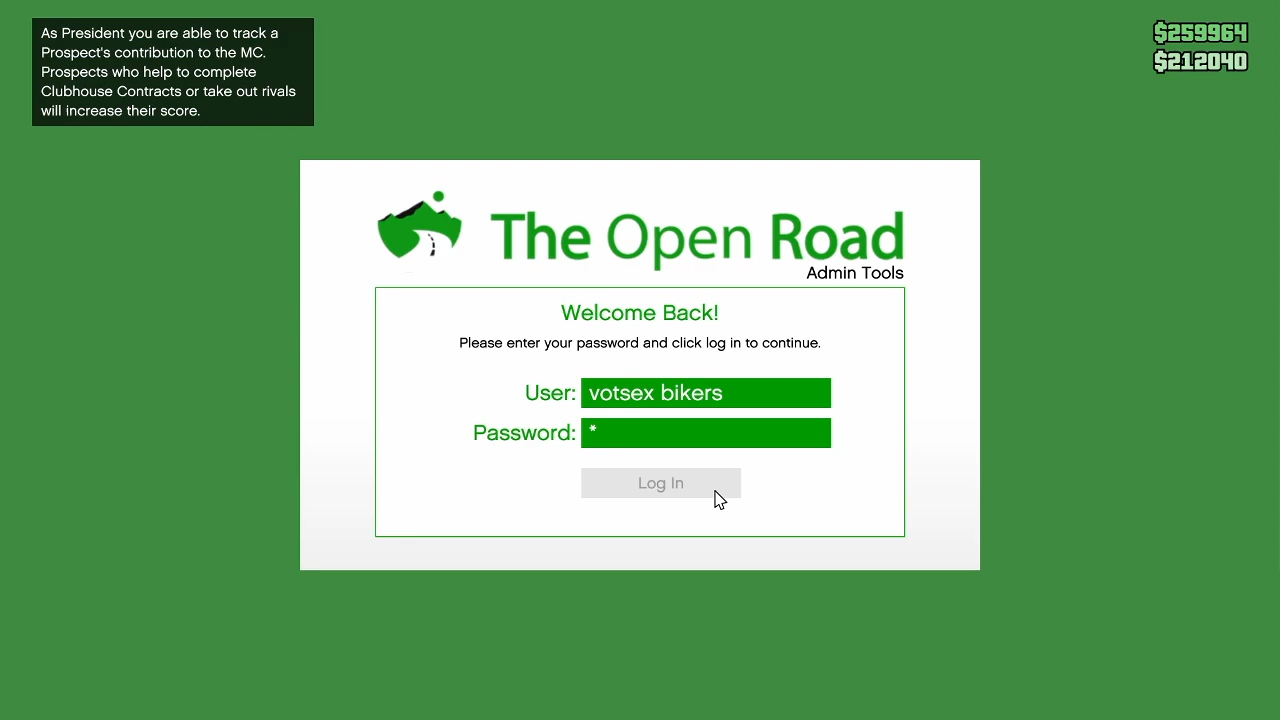 As President you are able to track a
Prospect's contribution to the MC.
Prospects who help to complete
Clubhouse Contracts or take out rivals
will increase their score.
$259964
$212040
The Open Road
Admin Tools
Welcome Back!
Please enter your password and click log in to continue.
User: votsex bikers
Password: *
Log In